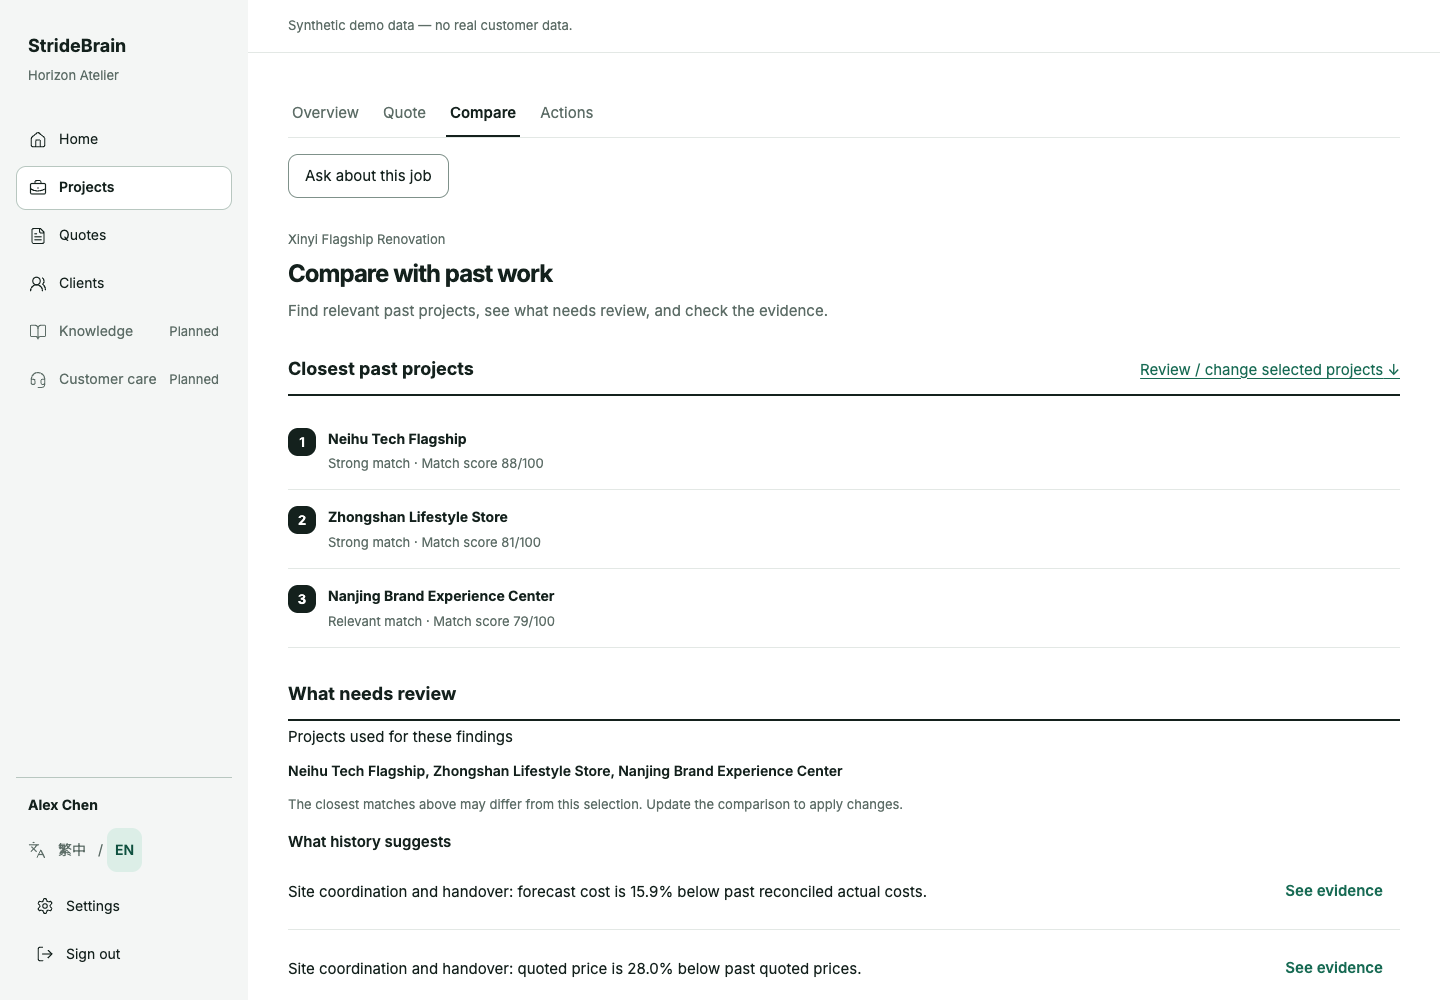 StrideBrain
Horizon Atelier
Home
Projects
Quotes
Clients
Knowledge Planned
Customer care Planned
Alex Chen
繁中 / EN
Settings
Sign out
Synthetic demo data — no real customer data.
Overview Quote Compare Actions
Ask about this job
Xinyi Flagship Renovation
Compare with past work
Find relevant past projects, see what needs review, and check the evidence.
Closest past projects
Review / change selected projects ↓
1 Neihu Tech Flagship
Strong match · Match score 88/100
2 Zhongshan Lifestyle Store
Strong match · Match score 81/100
3 Nanjing Brand Experience Center
Relevant match · Match score 79/100
What needs review
Projects used for these findings
Neihu Tech Flagship, Zhongshan Lifestyle Store, Nanjing Brand Experience Center
The closest matches above may differ from this selection. Update the comparison to apply changes.
What history suggests
Site coordination and handover: forecast cost is 15.9% below past reconciled actual costs. See evidence
Site coordination and handover: quoted price is 28.0% below past quoted prices. See evidence